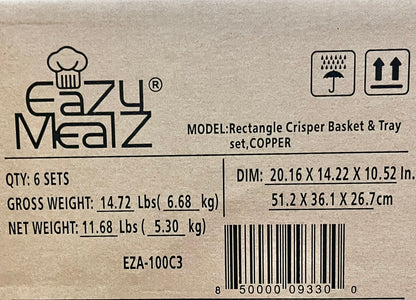 EaZy®
MealZ
MODEL:Rectangle Crisper Basket & Tray
set,COPPER
QTY: 6 SETS
GROSS WEIGHT: 14.72 Lbs( 6.68 kg)
NET WEIGHT: 11.68 Lbs( 5.30 kg)
EZA-100C3
DIM: 20.16 X 14.22 X 10.52 In.
51.2 X 36.1 X 26.7cm
8 50000 09330 0